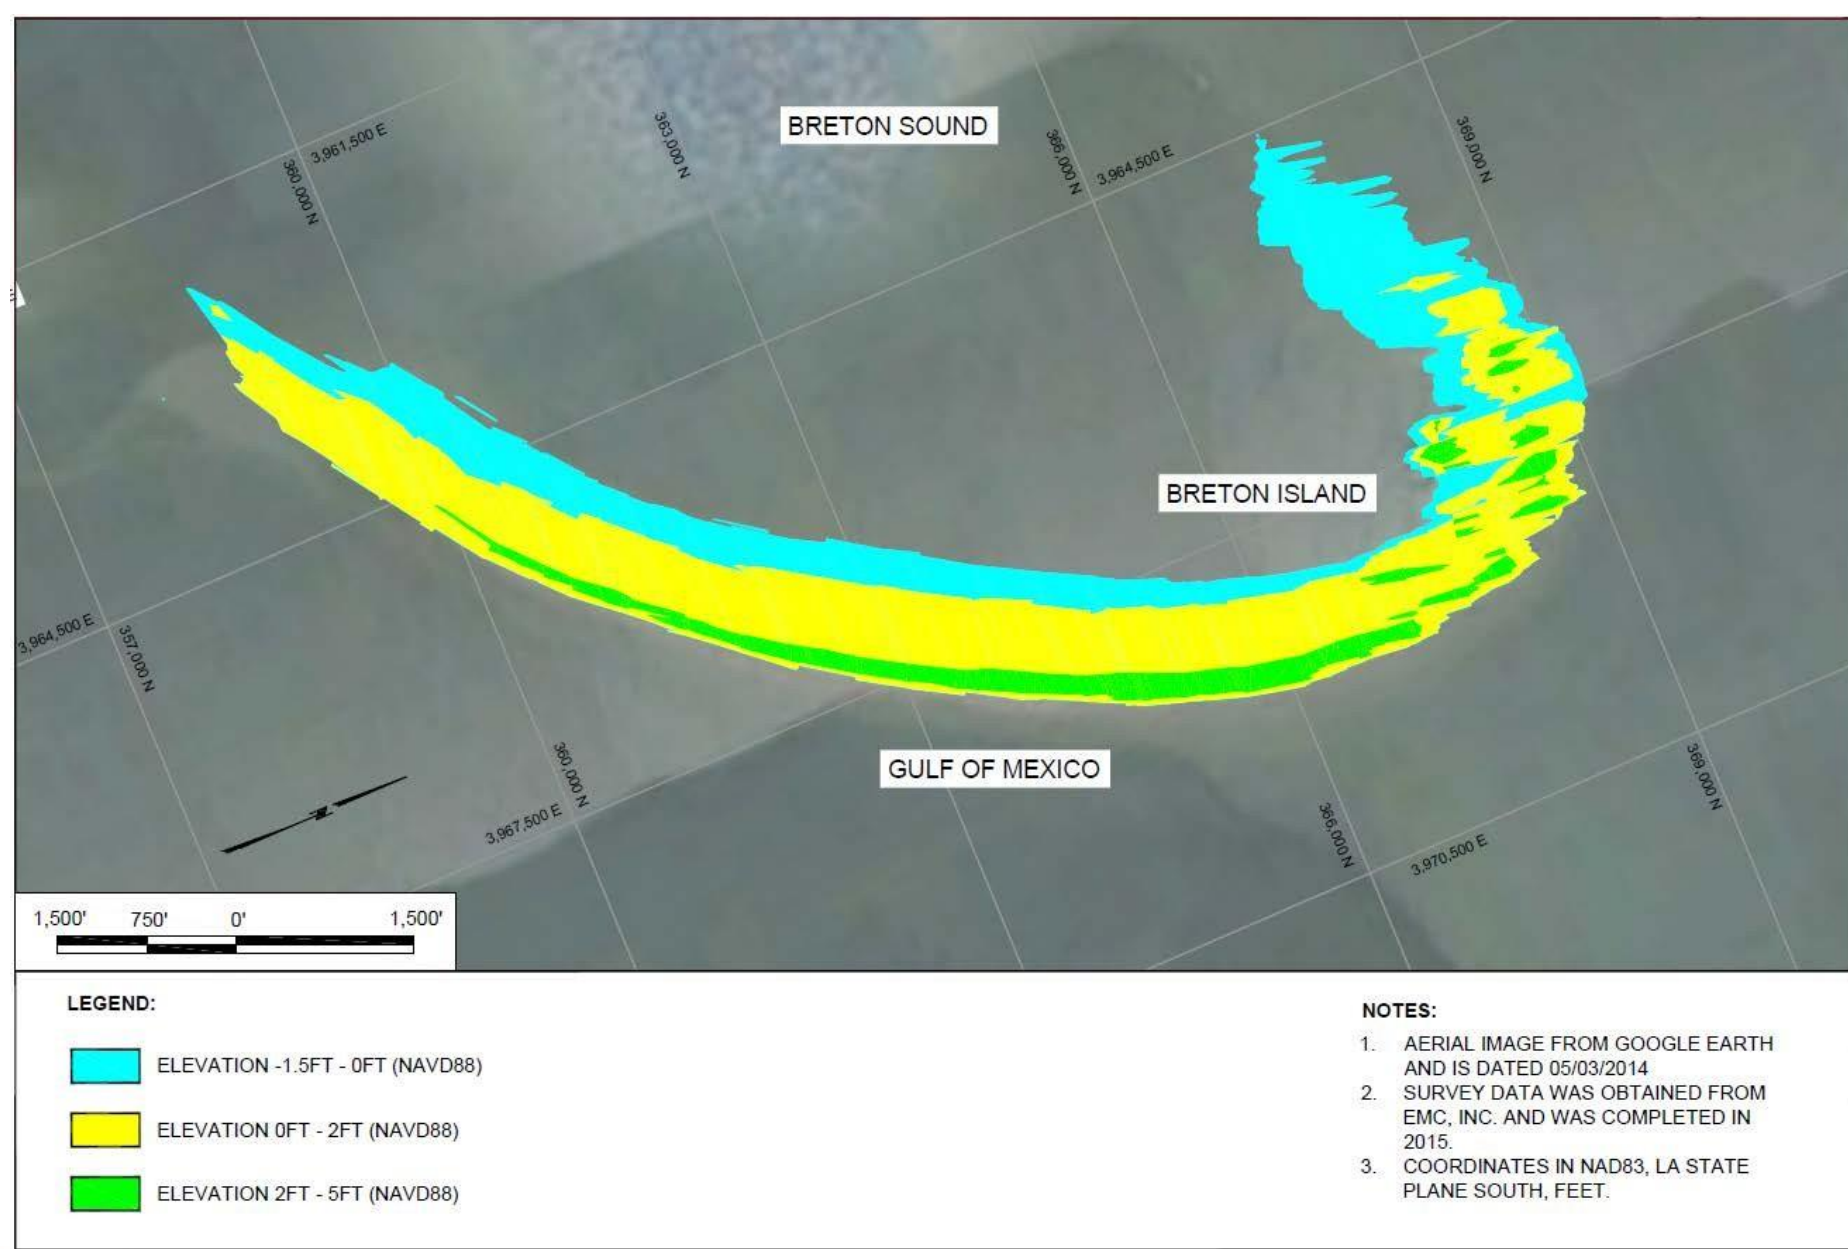 BRETON SOUND
3,961,500 E
360,000 N
363,000 N
366,000 N
3,964,500 E
369,000 N
BRETON ISLAND
3,964,500 E
357,000 N
GULF OF MEXICO
360,000 N
3,967,500 E
369,000 N
366,000 N
3,970,500 E
N
1,500' 750' 0' 1,500'
LEGEND:
ELEVATION -1.5FT - 0FT (NAVD88)
ELEVATION 0FT - 2FT (NAVD88)
ELEVATION 2FT - 5FT (NAVD88)
NOTES:
1. AERIAL IMAGE FROM GOOGLE EARTH
AND IS DATED 05/03/2014
2. SURVEY DATA WAS OBTAINED FROM
EMC, INC. AND WAS COMPLETED IN
2015.
3. COORDINATES IN NAD83, LA STATE
PLANE SOUTH, FEET.